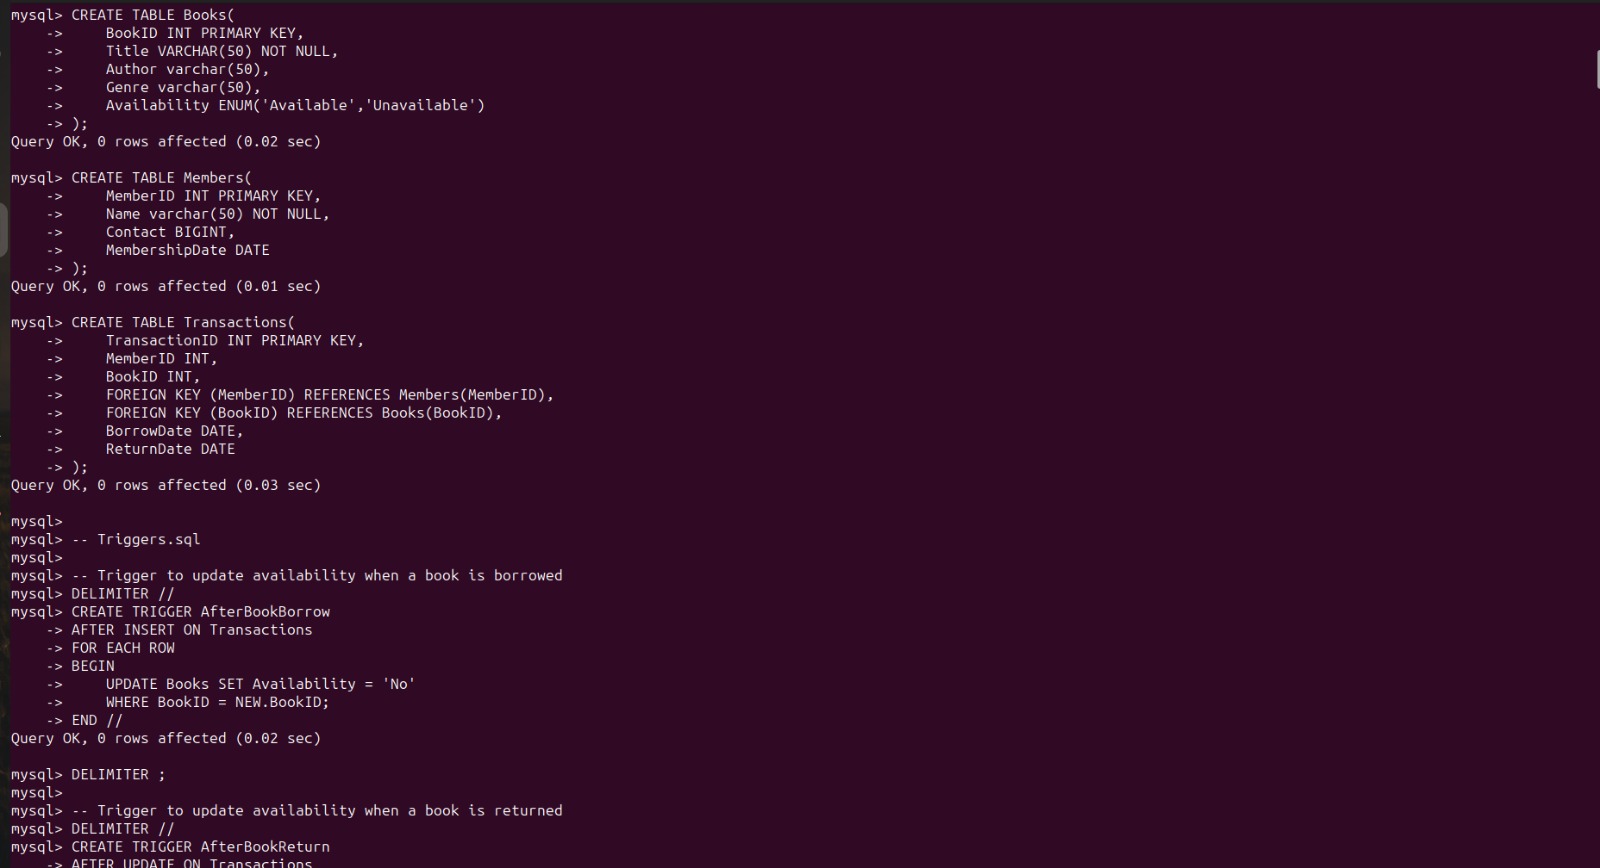 mysql> CREATE TABLE Books(
    ->     BookID INT PRIMARY KEY,
    ->     Title VARCHAR(50) NOT NULL,
    ->     Author varchar(50),
    ->     Genre varchar(50),
    ->     Availability ENUM('Available','Unavailable')
    -> );
Query OK, 0 rows affected (0.02 sec)

mysql> CREATE TABLE Members(
    ->     MemberID INT PRIMARY KEY,
    ->     Name varchar(50) NOT NULL,
    ->     Contact BIGINT,
    ->     MembershipDate DATE
    -> );
Query OK, 0 rows affected (0.01 sec)

mysql> CREATE TABLE Transactions(
    ->     TransactionID INT PRIMARY KEY,
    ->     MemberID INT,
    ->     BookID INT,
    ->     FOREIGN KEY (MemberID) REFERENCES Members(MemberID),
    ->     FOREIGN KEY (BookID) REFERENCES Books(BookID),
    ->     BorrowDate DATE,
    ->     ReturnDate DATE
    -> );
Query OK, 0 rows affected (0.03 sec)

mysql>
mysql> -- Triggers.sql
mysql>
mysql> -- Trigger to update availability when a book is borrowed
mysql> DELIMITER //
mysql> CREATE TRIGGER AfterBookBorrow
    -> AFTER INSERT ON Transactions
    -> FOR EACH ROW
    -> BEGIN
    ->     UPDATE Books SET Availability = 'No'
    ->     WHERE BookID = NEW.BookID;
    -> END //
Query OK, 0 rows affected (0.02 sec)

mysql> DELIMITER ;
mysql>
mysql> -- Trigger to update availability when a book is returned
mysql> DELIMITER //
mysql> CREATE TRIGGER AfterBookReturn
    -> AFTER UPDATE ON Transactions